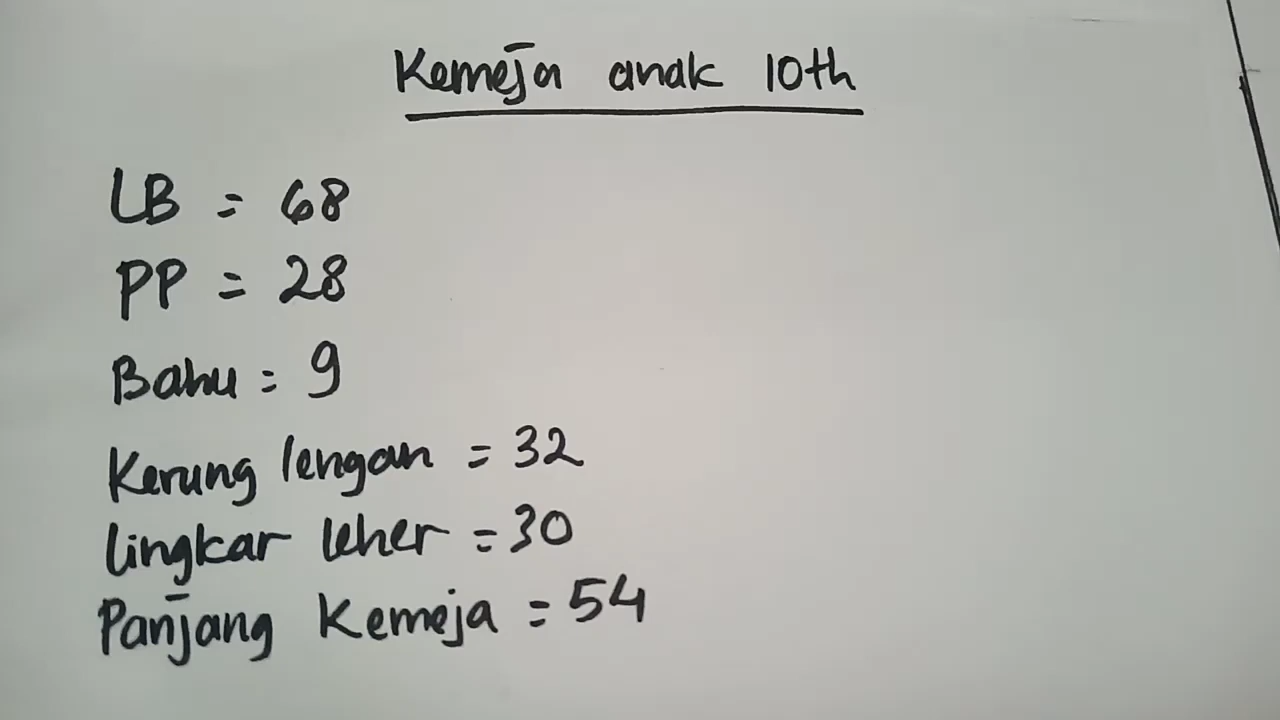 Kemeja anak 10th
LB = 68
PP = 28
Bahu = 9
Kerung lengan = 32
lingkar leher = 30
Panjang Kemeja = 54